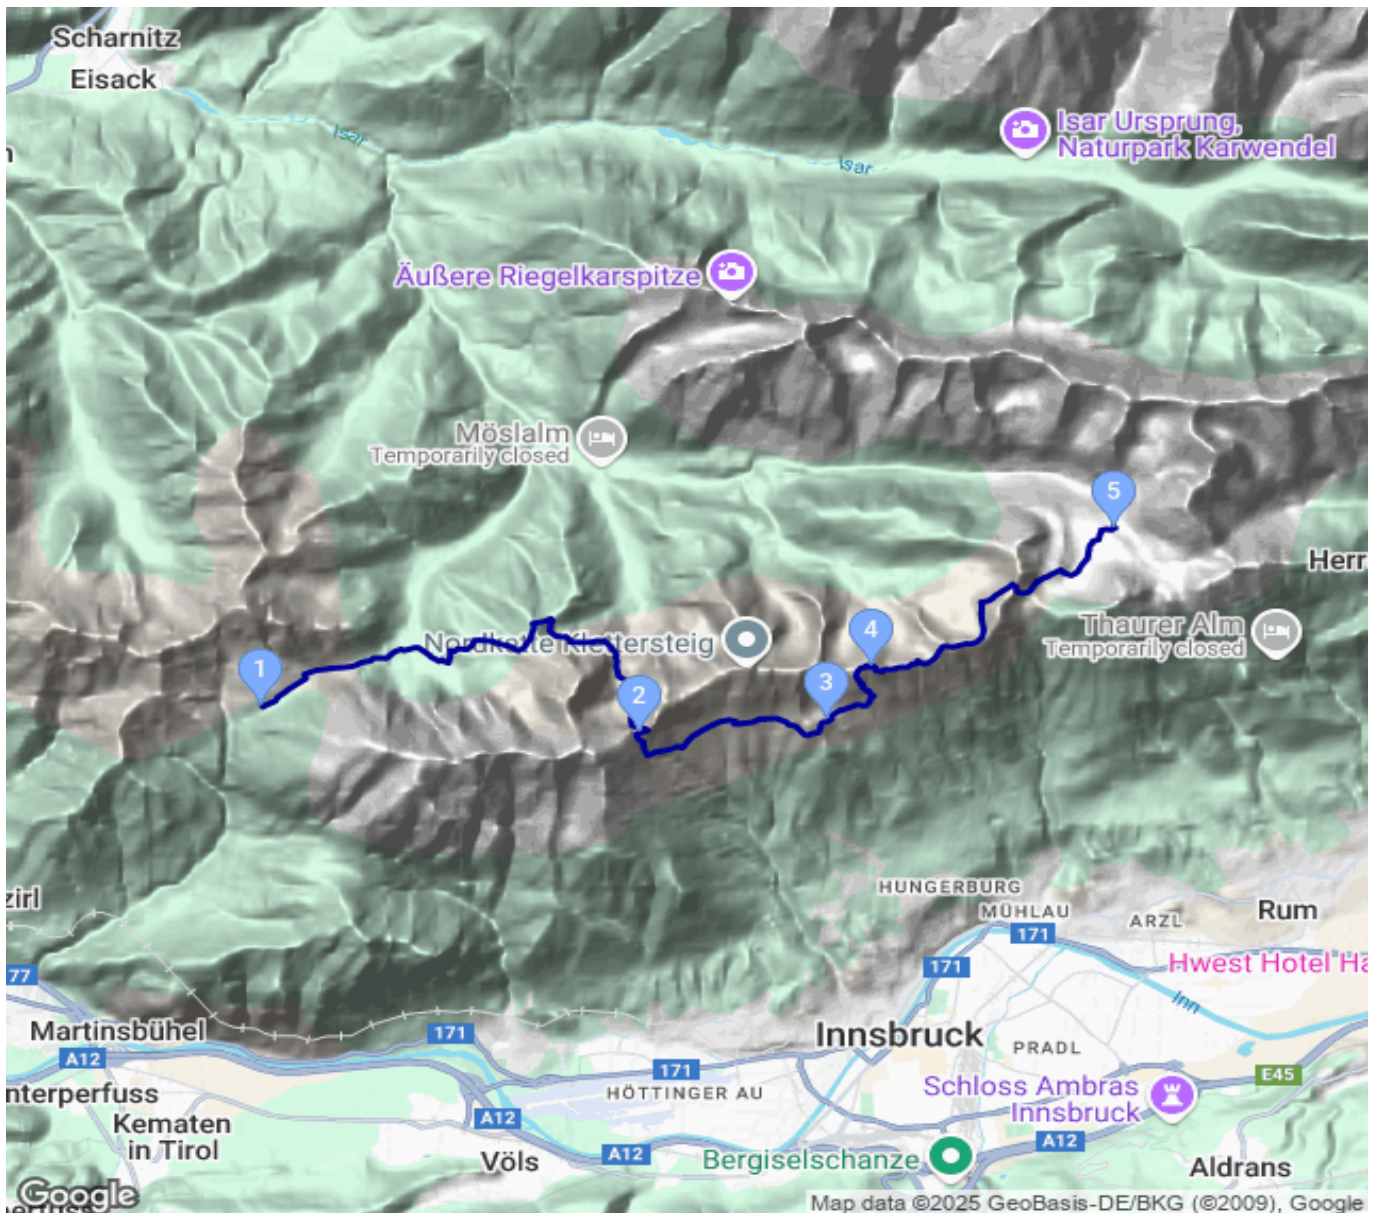 Scharnitz
Eisack
Isar
Isar
Isar Ursprung,
Naturpark Karwendel
Äußere Riegelkarspitze
Möslalm
Temporarily closed
5
Herr
Thaurer Alm
Temporarily closed
Nordkette Klettersteig
4
1
3
2
zirl
HUNGERBURG
MÜHLAU
ARZL
Rum
171
171
77
Hwest Hotel Ha
Inn
Martinsbühel
171
Innsbruck
PRADL
A12
171
E45
nterperfuss
HÖTTINGER AU
Schloss Ambras
Innsbruck
Kematen
in Tirol
A12
A12
A12
Völs
Bergiselschanze
Aldrans
Google
Map data ©2025 GeoBasis-DE/BKG (©2009), Google